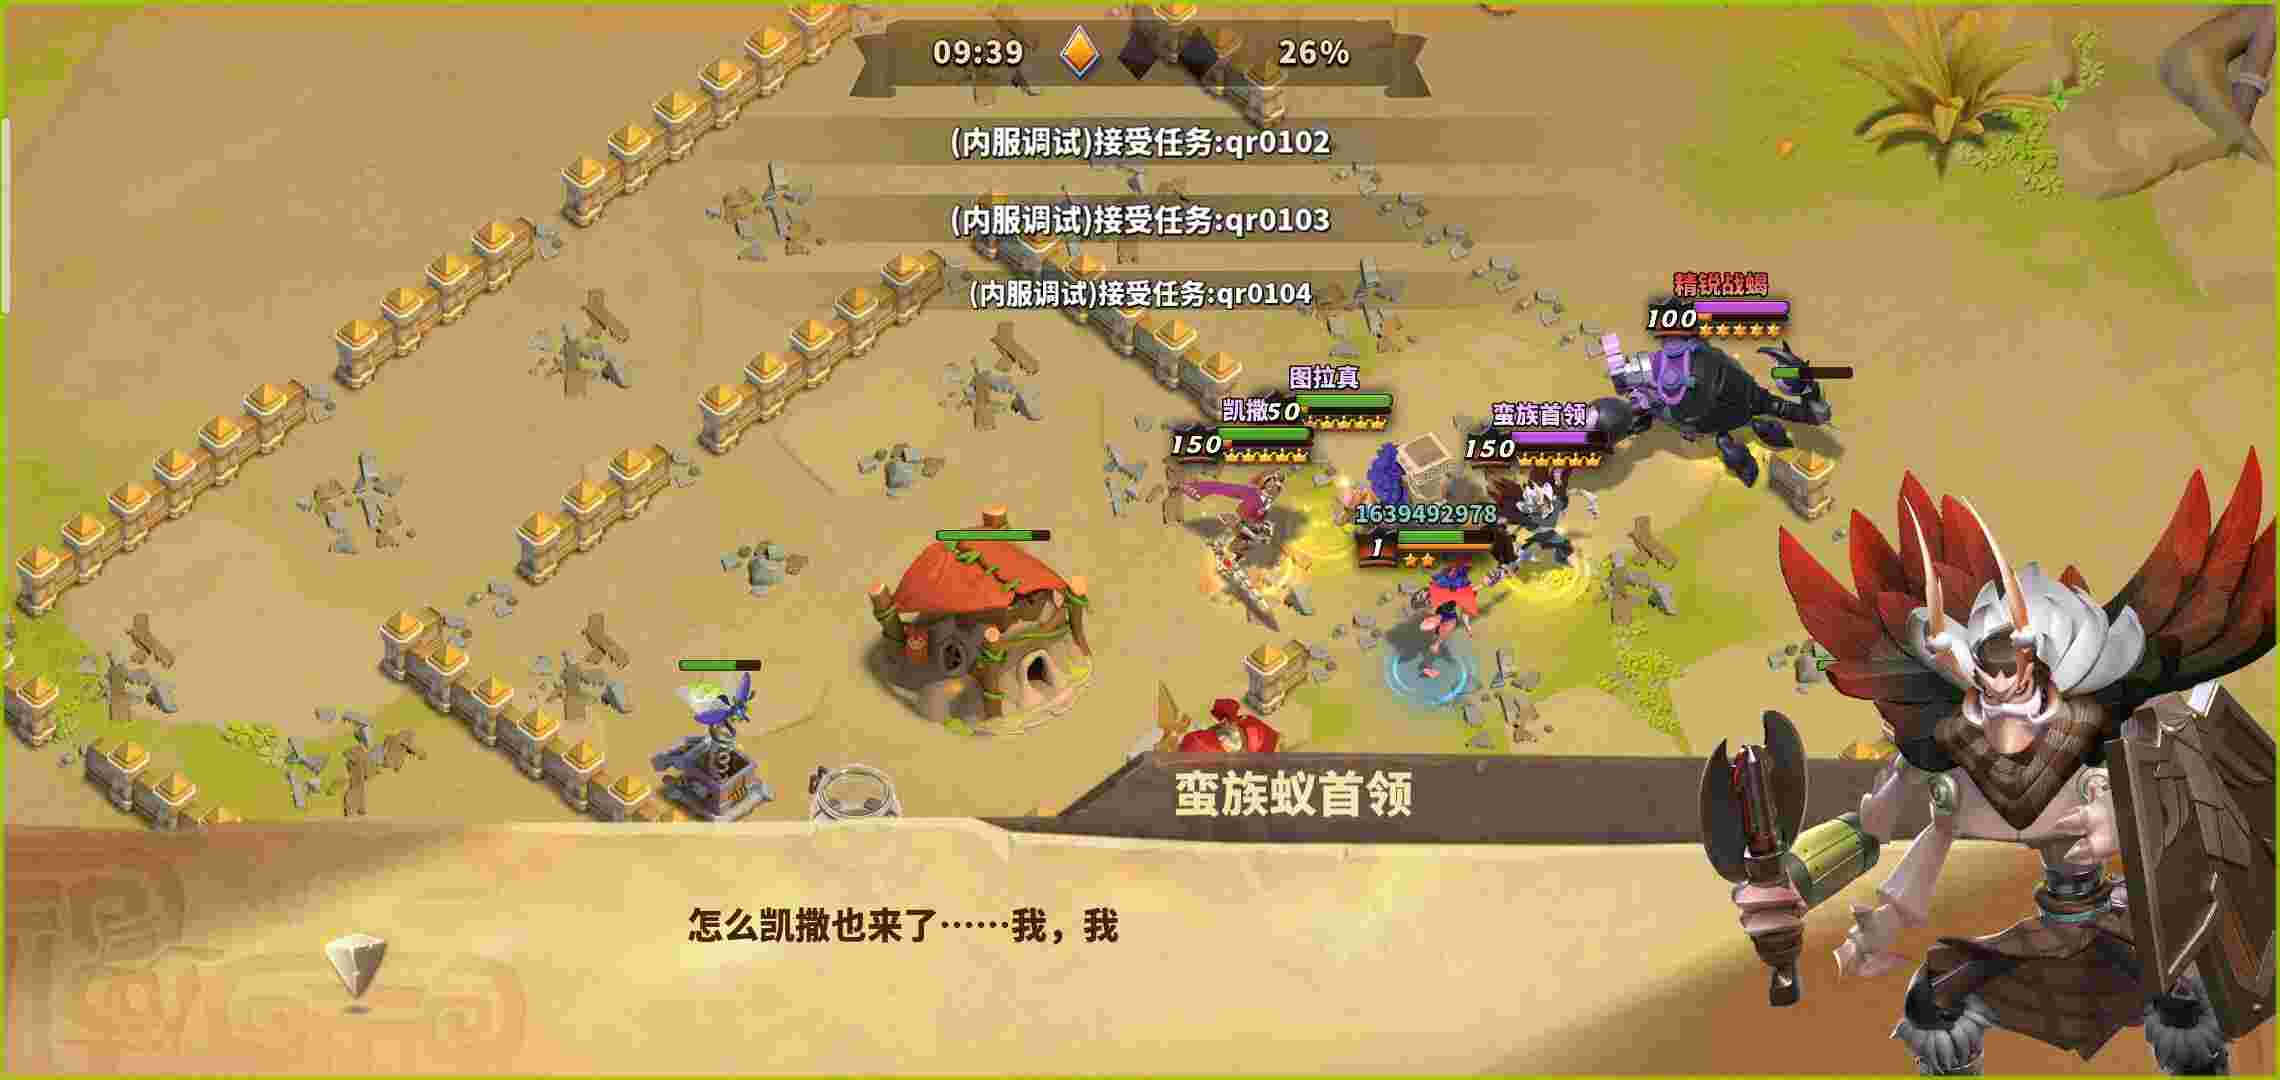 09:39
26%
(内服调试)接受任务:qr0102
(内服调试)接受任务:qr0103
(内服调试)接受任务:qr0104
精锐战蝎
100
图拉真
50
凯撒
150
蛮族首领
150
1639492978
1
蛮族蚁首领
怎么凯撒也来了……我，我